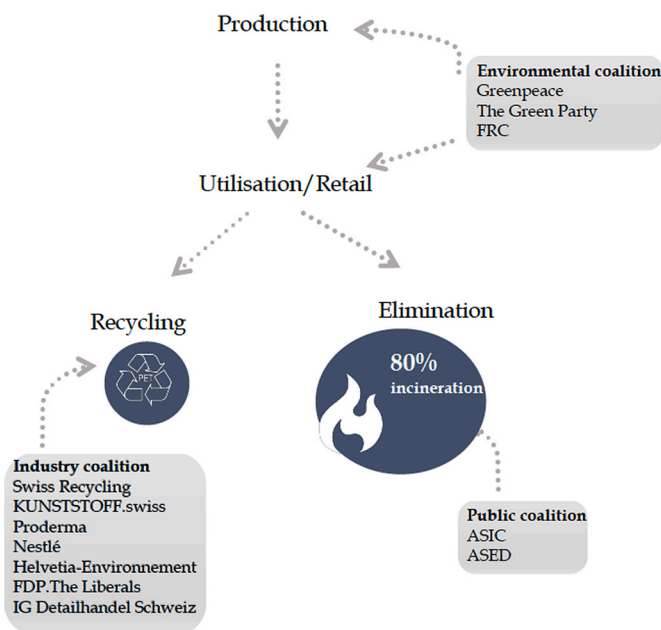 Production
Environmental coalition
Greenpeace
The Green Party
FRC
Utilisation/Retail
Recycling
PET
Elimination
80%
incineration
Industry coalition
Swiss Recycling
KUNSTSTOFF.swiss
Proderma
Nestlé
Helvetia-Environnement
FDP.The Liberals
IG Detailhandel Schweiz
Public coalition
ASIC
ASED